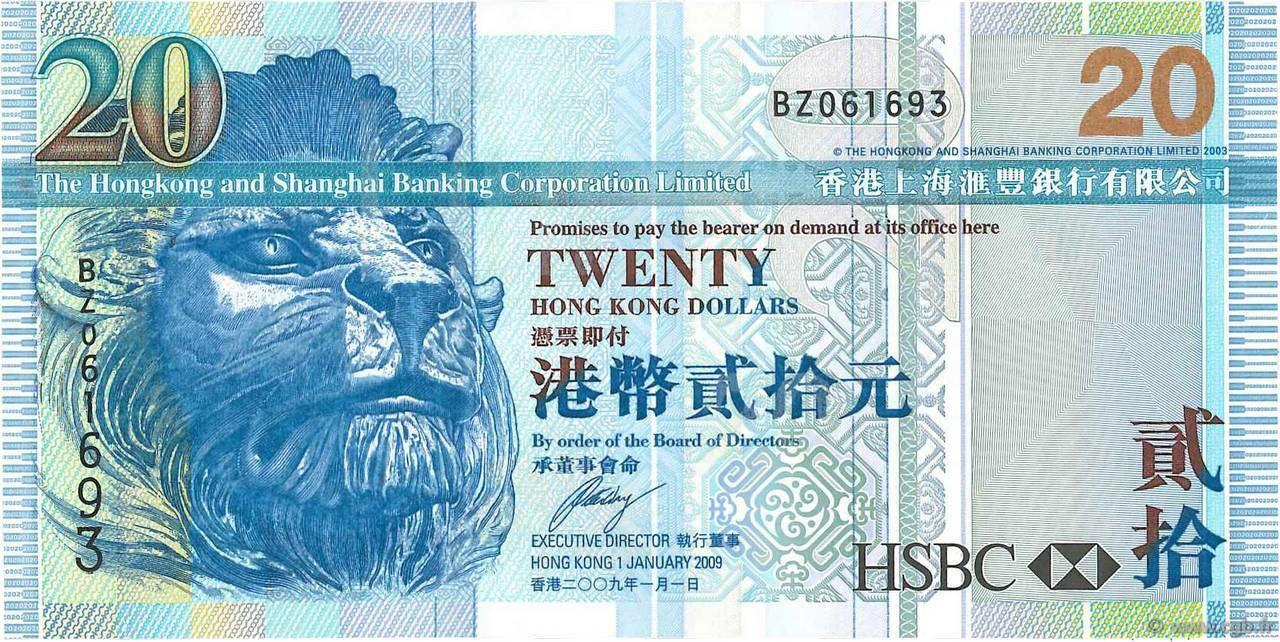 20
BZ061693
20
© THE HONGKONG AND SHANGHAI BANKING CORPORATION LIMITED 2003
The Hongkong and Shanghai Banking Corporation Limited 香港上海滙豐銀行有限公司
Promises to pay the bearer on demand at its office here
TWENTY
HONG KONG DOLLARS
憑票即付
港幣貳拾元
By order of the Board of Directors
承董事會命
EXECUTIVE DIRECTOR 執行董事
HONG KONG 1 JANUARY 2009
香港二〇〇九年一月一日
BZ061693
HSBC
貳拾
© www.cgb.fr